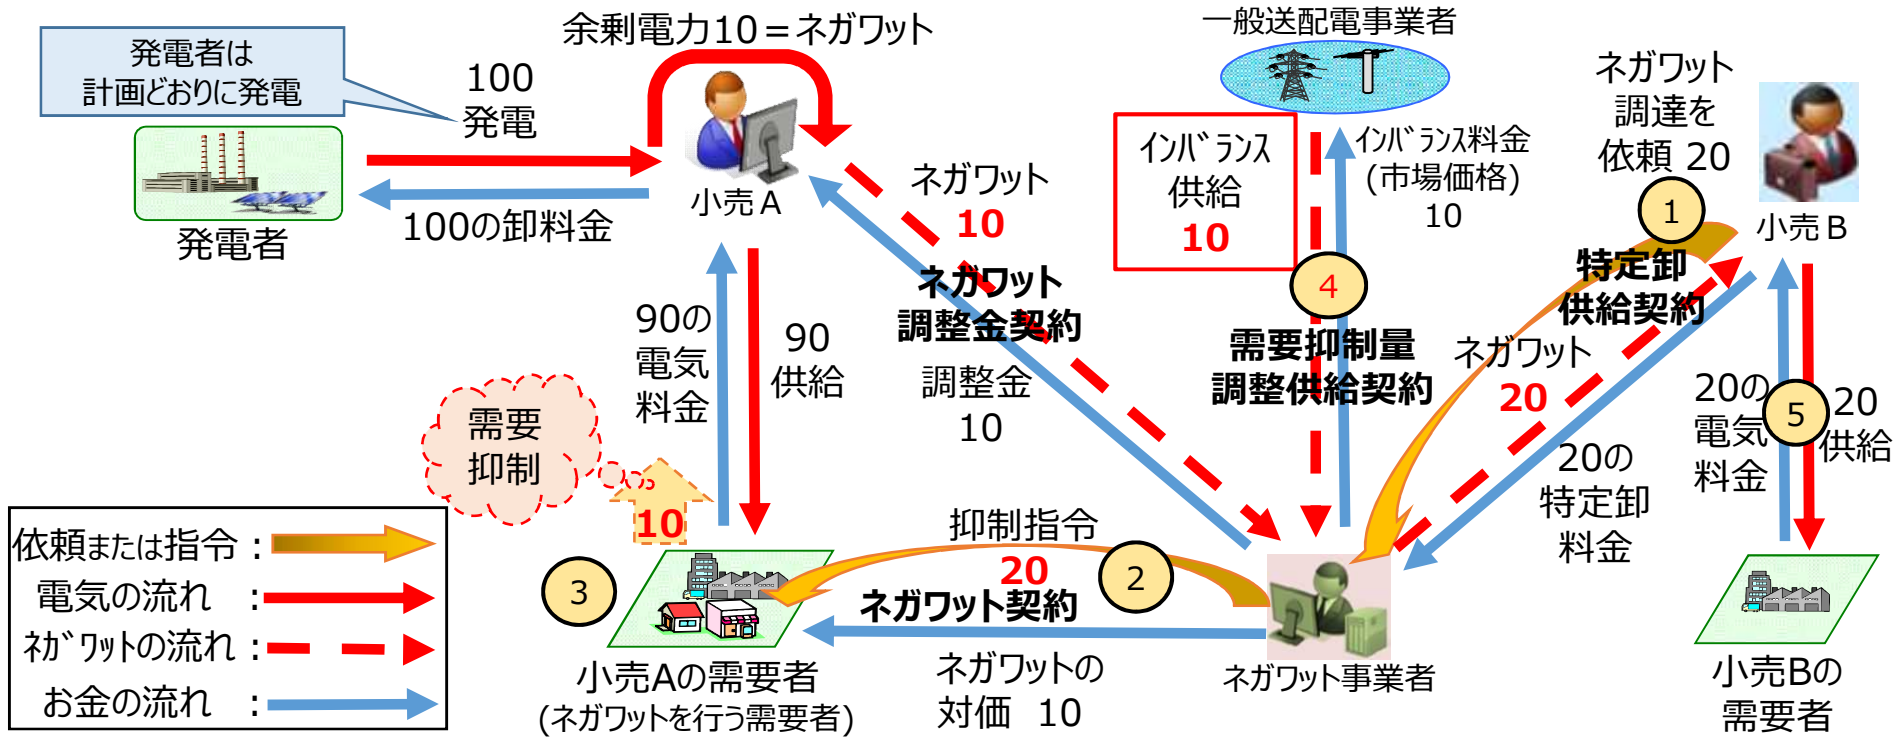 発電者は
計画どおりに発電
余剰電力10＝ネガワット
一般送配電事業者
100
発電
ネガワット
調達を
依頼 20
インバランス
供給
10
インバランス料金
(市場価格)
10
小売A
ネガワット
10
1
小売B
発電者
100の卸料金
ネガワット
調整金契約
4
特定卸
供給契約
90の
電気
料金
90
供給
需要抑制量
調整供給契約
ネガワット
20
調整金
10
20の
電気
料金
5
20
供給
需要
抑制
10
20の
特定卸
料金
依頼または指令：
電気の流れ ：
ネガワットの流れ：
お金の流れ ：
抑制指令
20
2
3
ネガワット契約
小売Aの需要者
(ネガワットを行う需要者)
ネガワットの
対価 10
ネガワット事業者
小売Bの
需要者